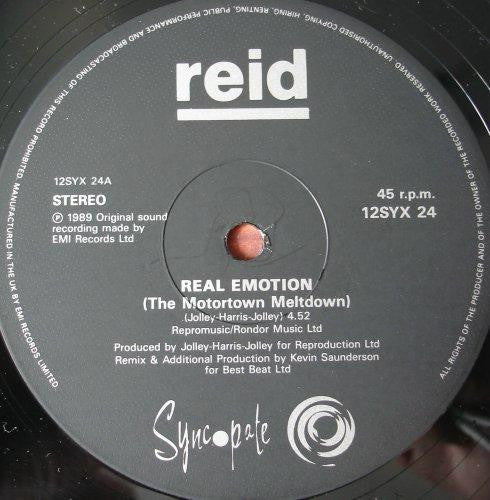 UNAUTHORISED COPYING, HIRING, RENTING, PUBLIC PERFORMANCE AND BROADCASTING OF THIS RECORD PROHIBITED. MANUFACTURED IN THE UK BY EMI RECORDS LIMITED
ALL RIGHTS OF THE PRODUCER AND OF THE OWNER OF THE RECORDED WORK RESERVED.
reid
12SYX 24A
STEREO
℗ 1989 Original sound
recording made by
EMI Records Ltd
45 r.p.m.
12SYX 24
REAL EMOTION
(The Motortown Meltdown)
(Jolley-Harris-Jolley) 4.52
Repromusic/Rondor Music Ltd
Produced by Jolley-Harris-Jolley for Reproduction Ltd
Remix & Additional Production by Kevin Saunderson
for Best Beat Ltd
Syncopate